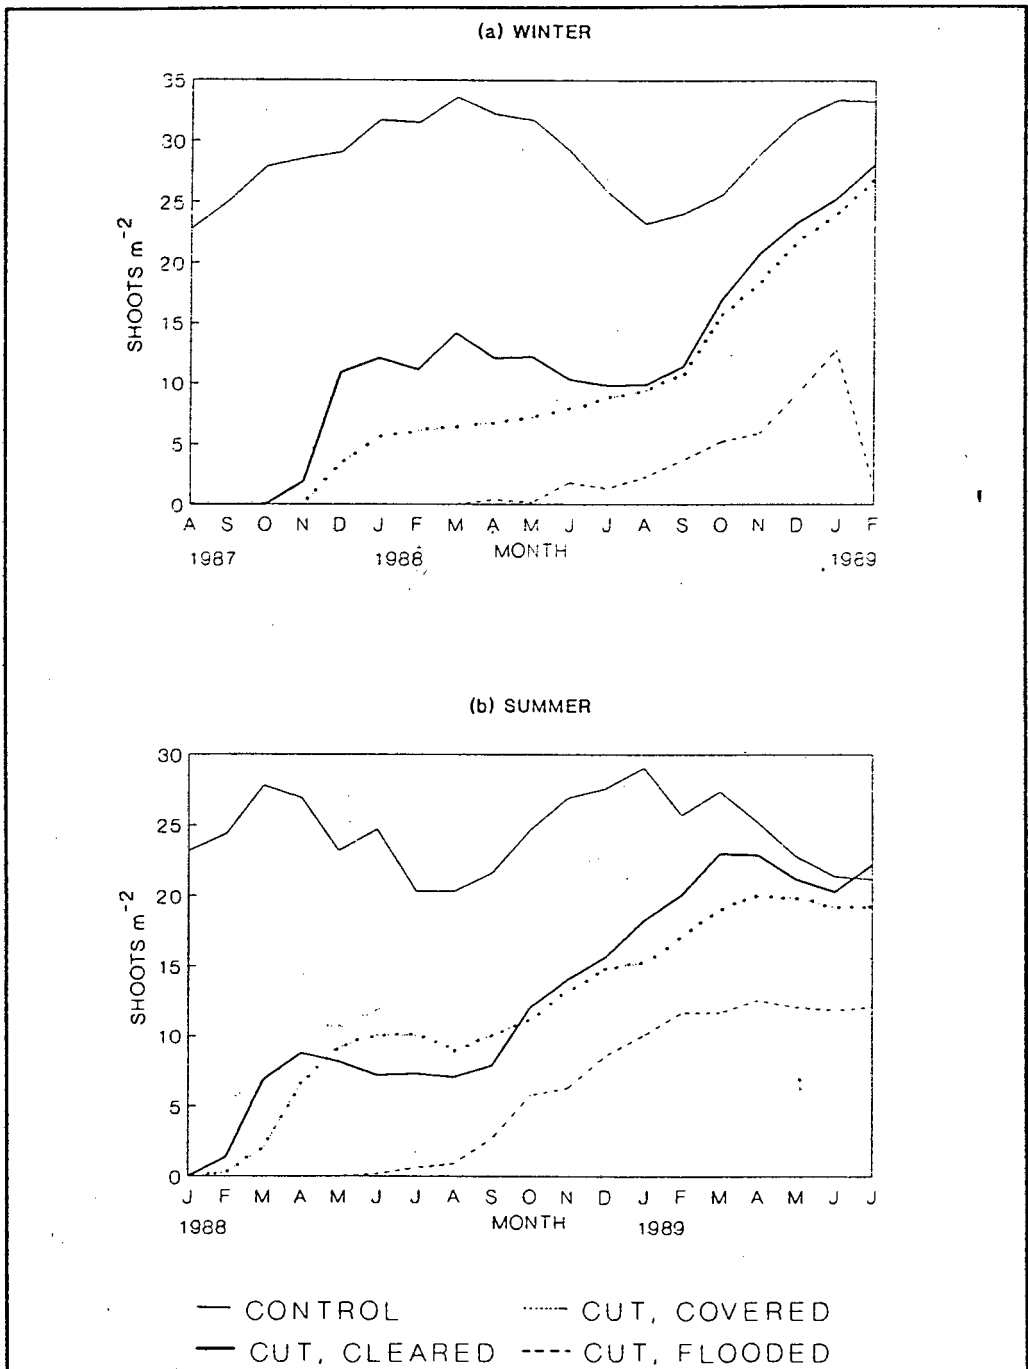 (a) WINTER
35
30
25
20
15
10
5
0
SHOOTS m⁻²
A S O N D J F M A M J J A S O N D J F
MONTH
1987 1988 1989
(b) SUMMER
30
25
20
15
10
5
0
SHOOTS m⁻²
J F M A M J J A S O N D J F M A M J J
MONTH
1988 1989
CONTROL CUT, COVERED
CUT, CLEARED CUT, FLOODED